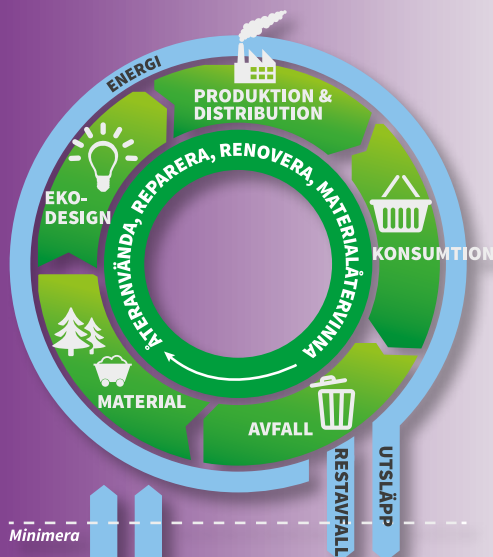 ENERGI
PRODUKTION &
DISTRIBUTION
EKO-
DESIGN
KONSUMTION
ÅTERANVÄNDA, REPARERA, RENOVERA, MATERIALÅTERVINNA
MATERIAL
AVFALL
RESTAVFALL
UTSLÄPP
Minimera